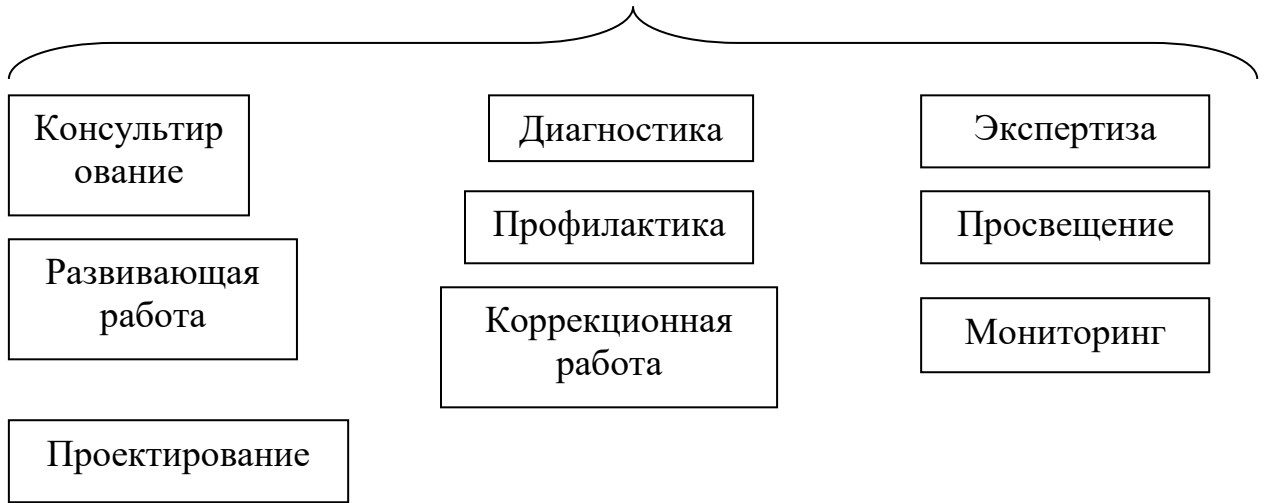 Консультир
ование
Диагностика
Экспертиза
Профилактика
Просвещение
Развивающая
работа
Коррекционная
работа
Мониторинг
Проектирование